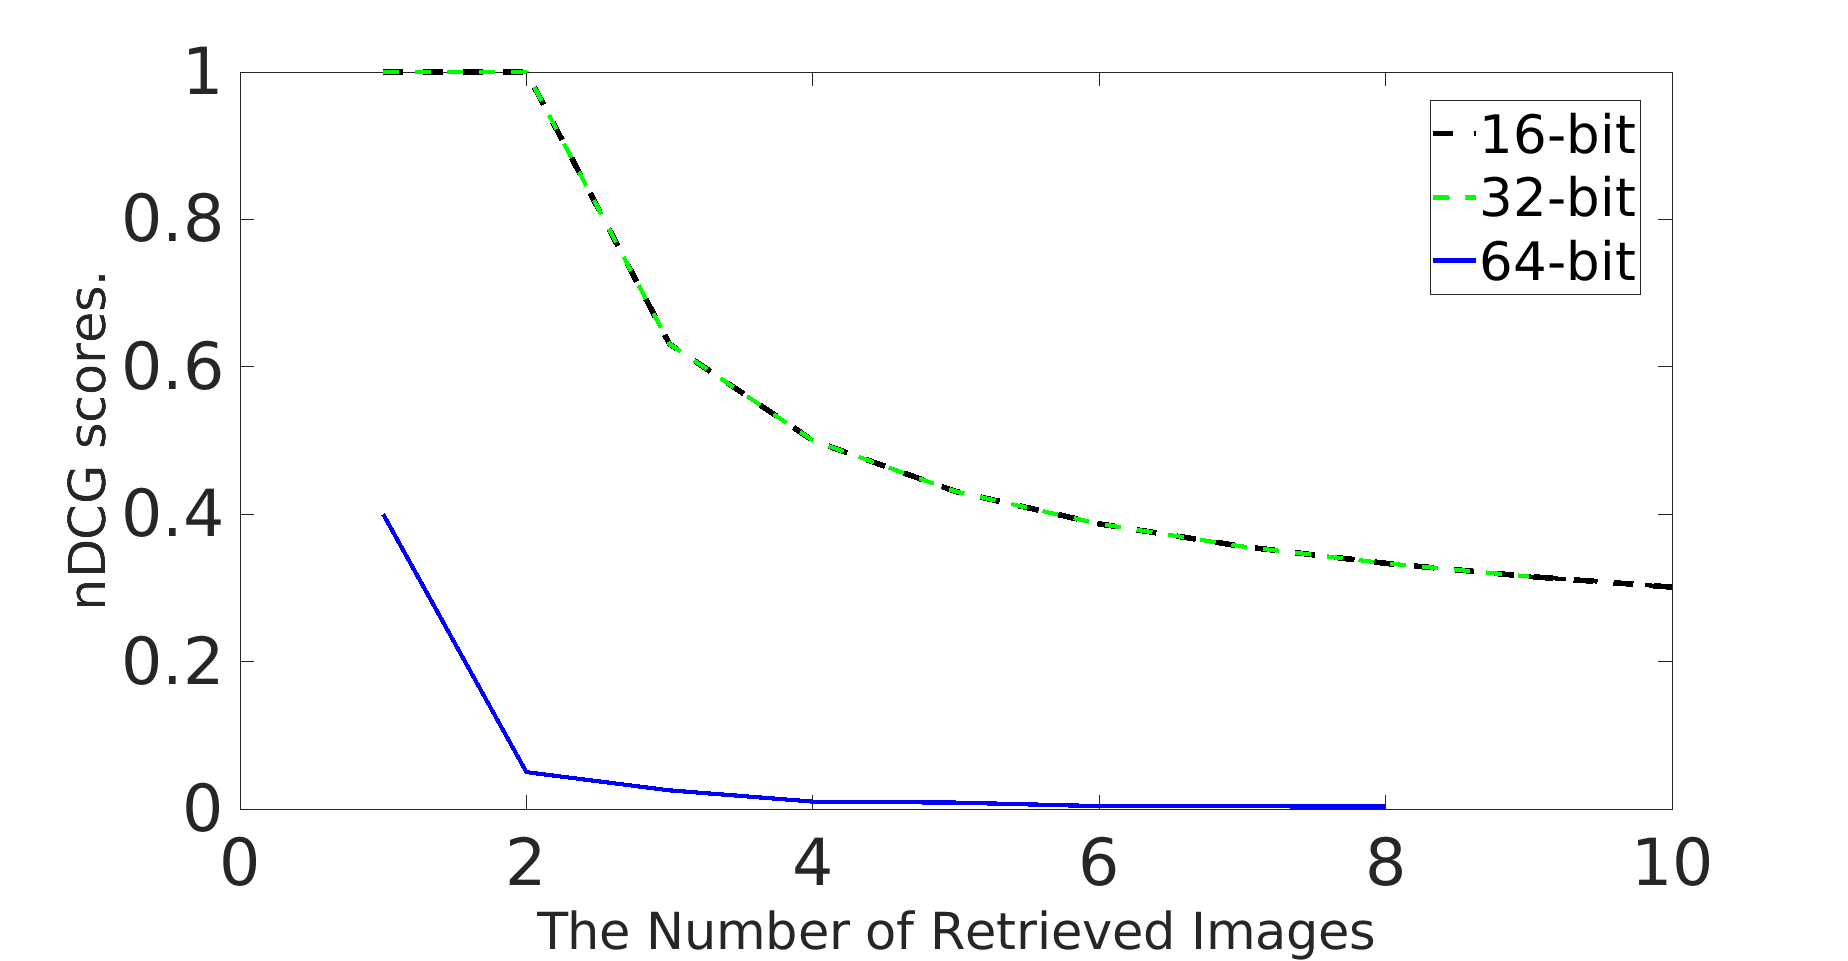 1
0.8
0.6
0.4
0.2
0
nDCG scores.
0 2 4 6 8 10
The Number of Retrieved Images
16-bit
32-bit
64-bit